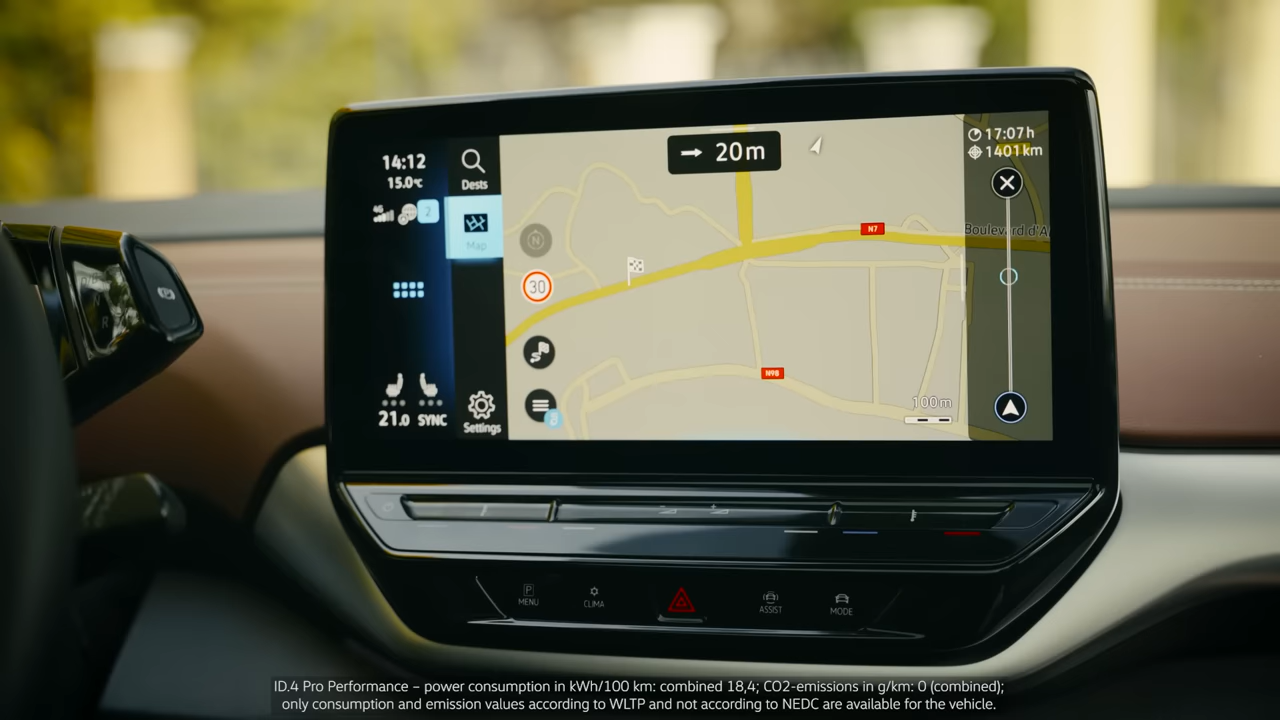 14:12
15.0°C
4G
2
Dests
Map
N
30
20m
N7
Boulevard d'A
N98
100m
17:07h
1401km
21.0
SYNC
Settings
R
P
MENU
CLIMA
ASSIST
MODE
ID.4 Pro Performance – power consumption in kWh/100 km: combined 18,4; CO2-emissions in g/km: 0 (combined);
only consumption and emission values according to WLTP and not according to NEDC are available for the vehicle.